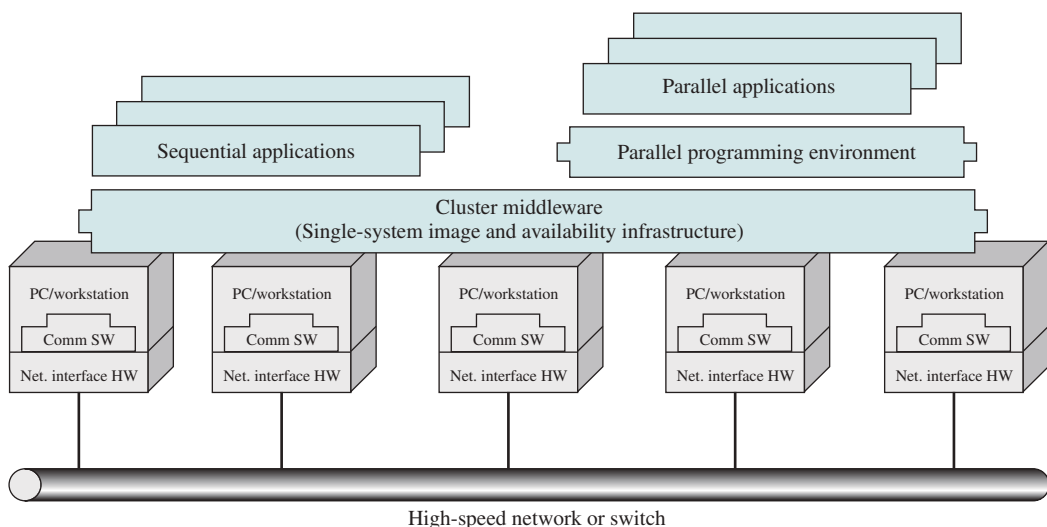 Parallel applications
Sequential applications
Parallel programming environment
Cluster middleware
(Single-system image and availability infrastructure)
PC/workstation
PC/workstation
PC/workstation
PC/workstation
PC/workstation
Comm SW
Comm SW
Comm SW
Comm SW
Comm SW
Net. interface HW
Net. interface HW
Net. interface HW
Net. interface HW
Net. interface HW
High-speed network or switch